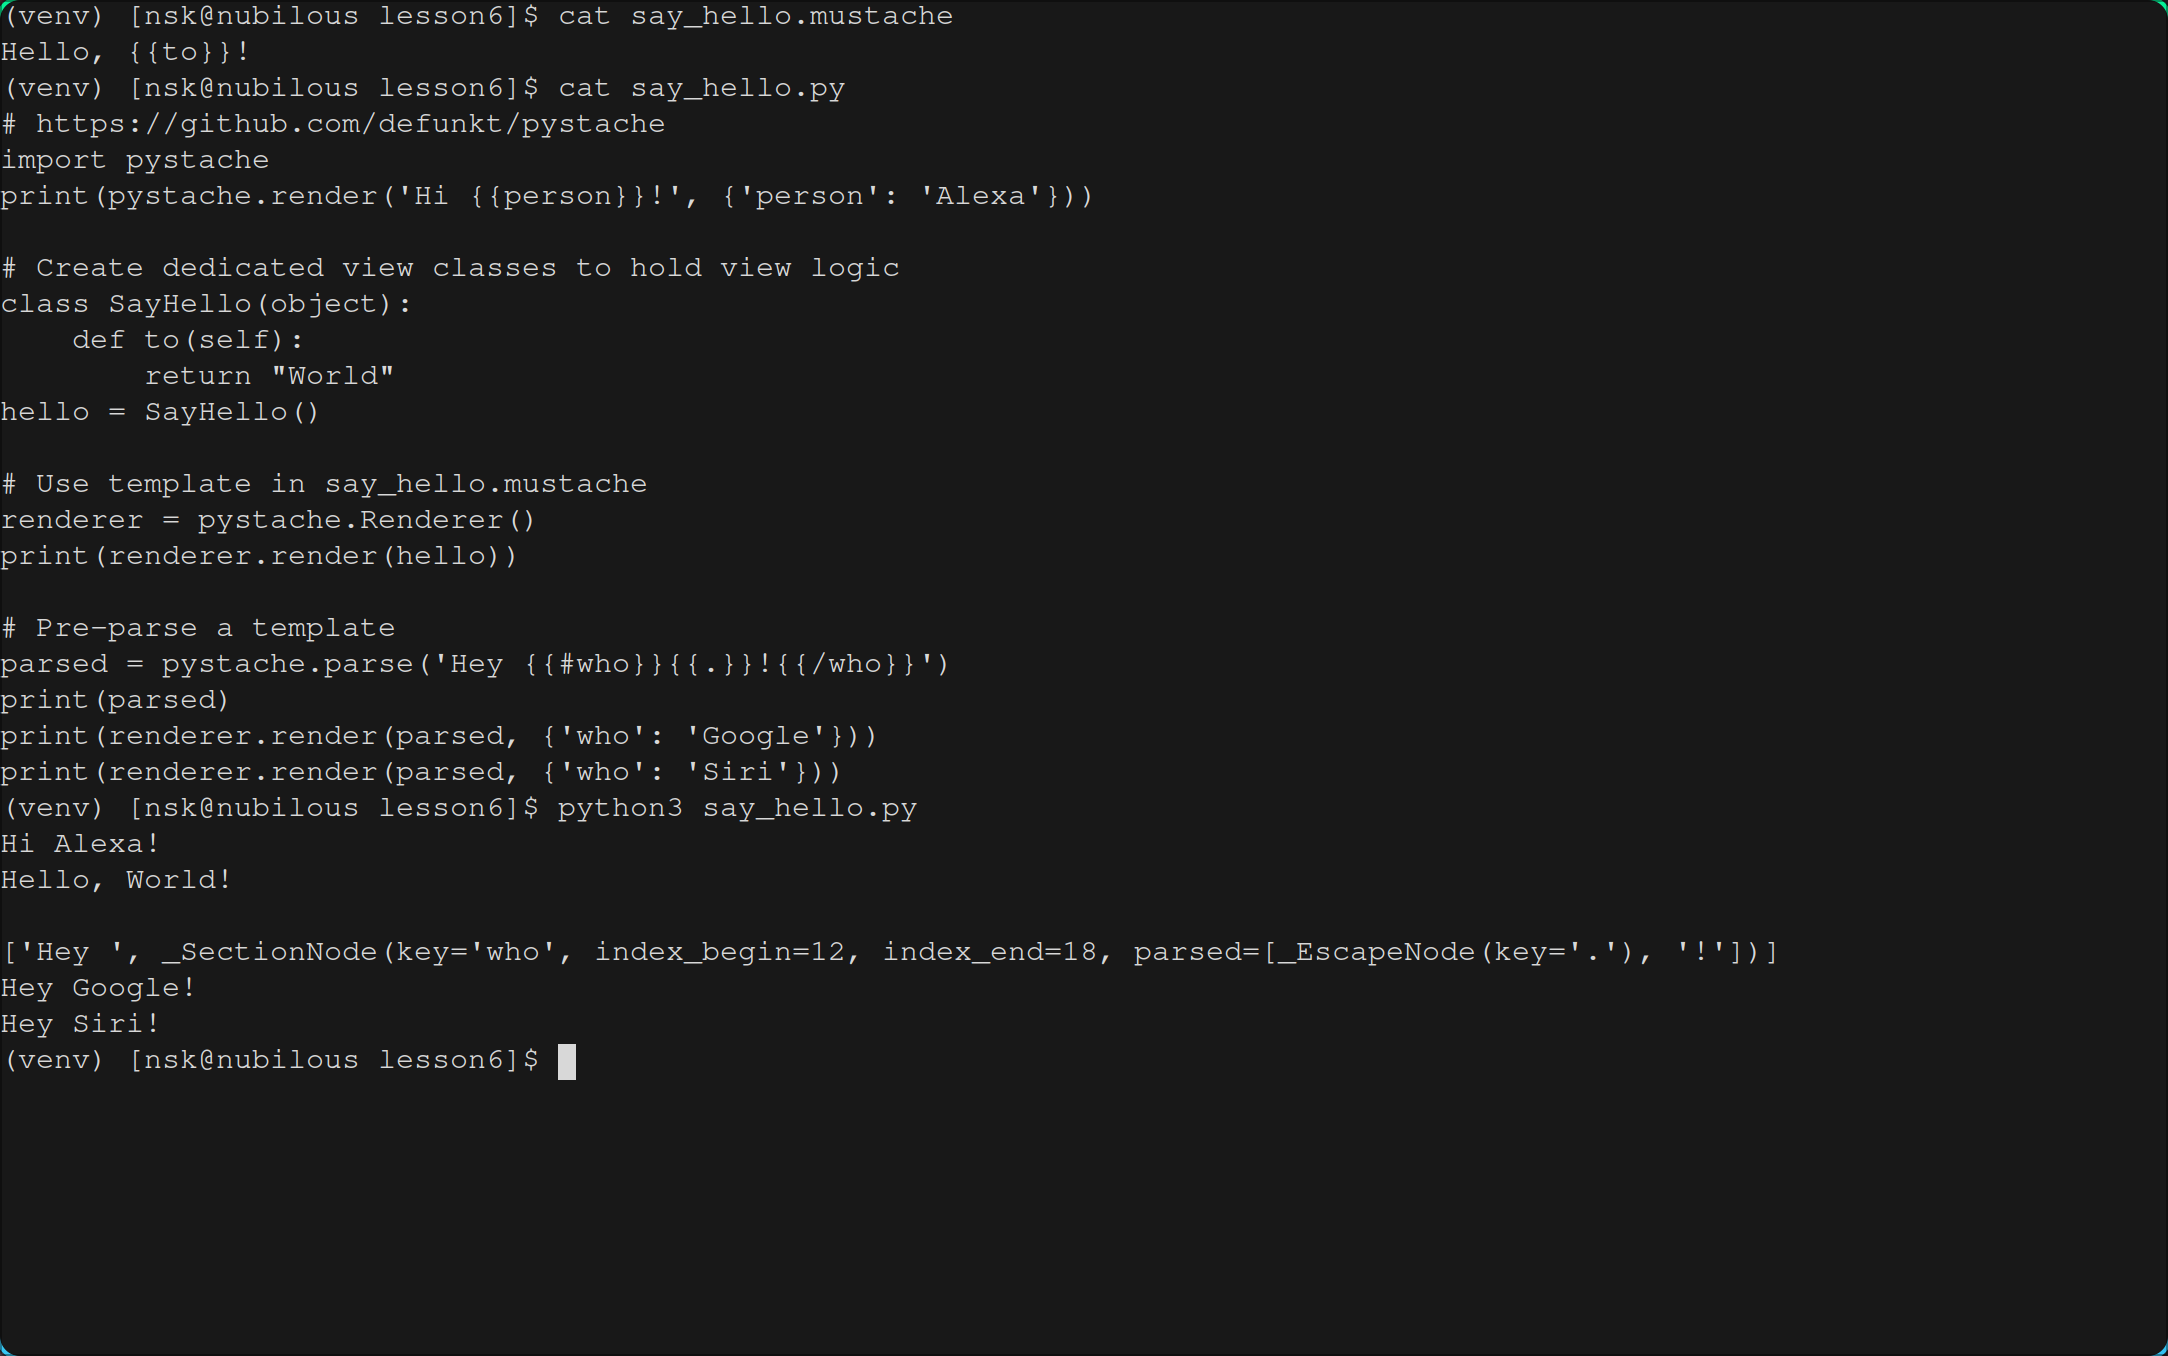 (venv) [nsk@nubilous lesson6]$ cat say_hello.mustache
Hello, {{to}}!
(venv) [nsk@nubilous lesson6]$ cat say_hello.py
# https://github.com/defunkt/pystache
import pystache
print(pystache.render('Hi {{person}}!', {'person': 'Alexa'}))

# Create dedicated view classes to hold view logic
class SayHello(object):
    def to(self):
        return "World"
hello = SayHello()

# Use template in say_hello.mustache
renderer = pystache.Renderer()
print(renderer.render(hello))

# Pre-parse a template
parsed = pystache.parse('Hey {{#who}}{{.}}!{{/who}}')
print(parsed)
print(renderer.render(parsed, {'who': 'Google'}))
print(renderer.render(parsed, {'who': 'Siri'}))
(venv) [nsk@nubilous lesson6]$ python3 say_hello.py
Hi Alexa!
Hello, World!

['Hey ', _SectionNode(key='who', index_begin=12, index_end=18, parsed=[_EscapeNode(key='.'), '!'])]
Hey Google!
Hey Siri!
(venv) [nsk@nubilous lesson6]$